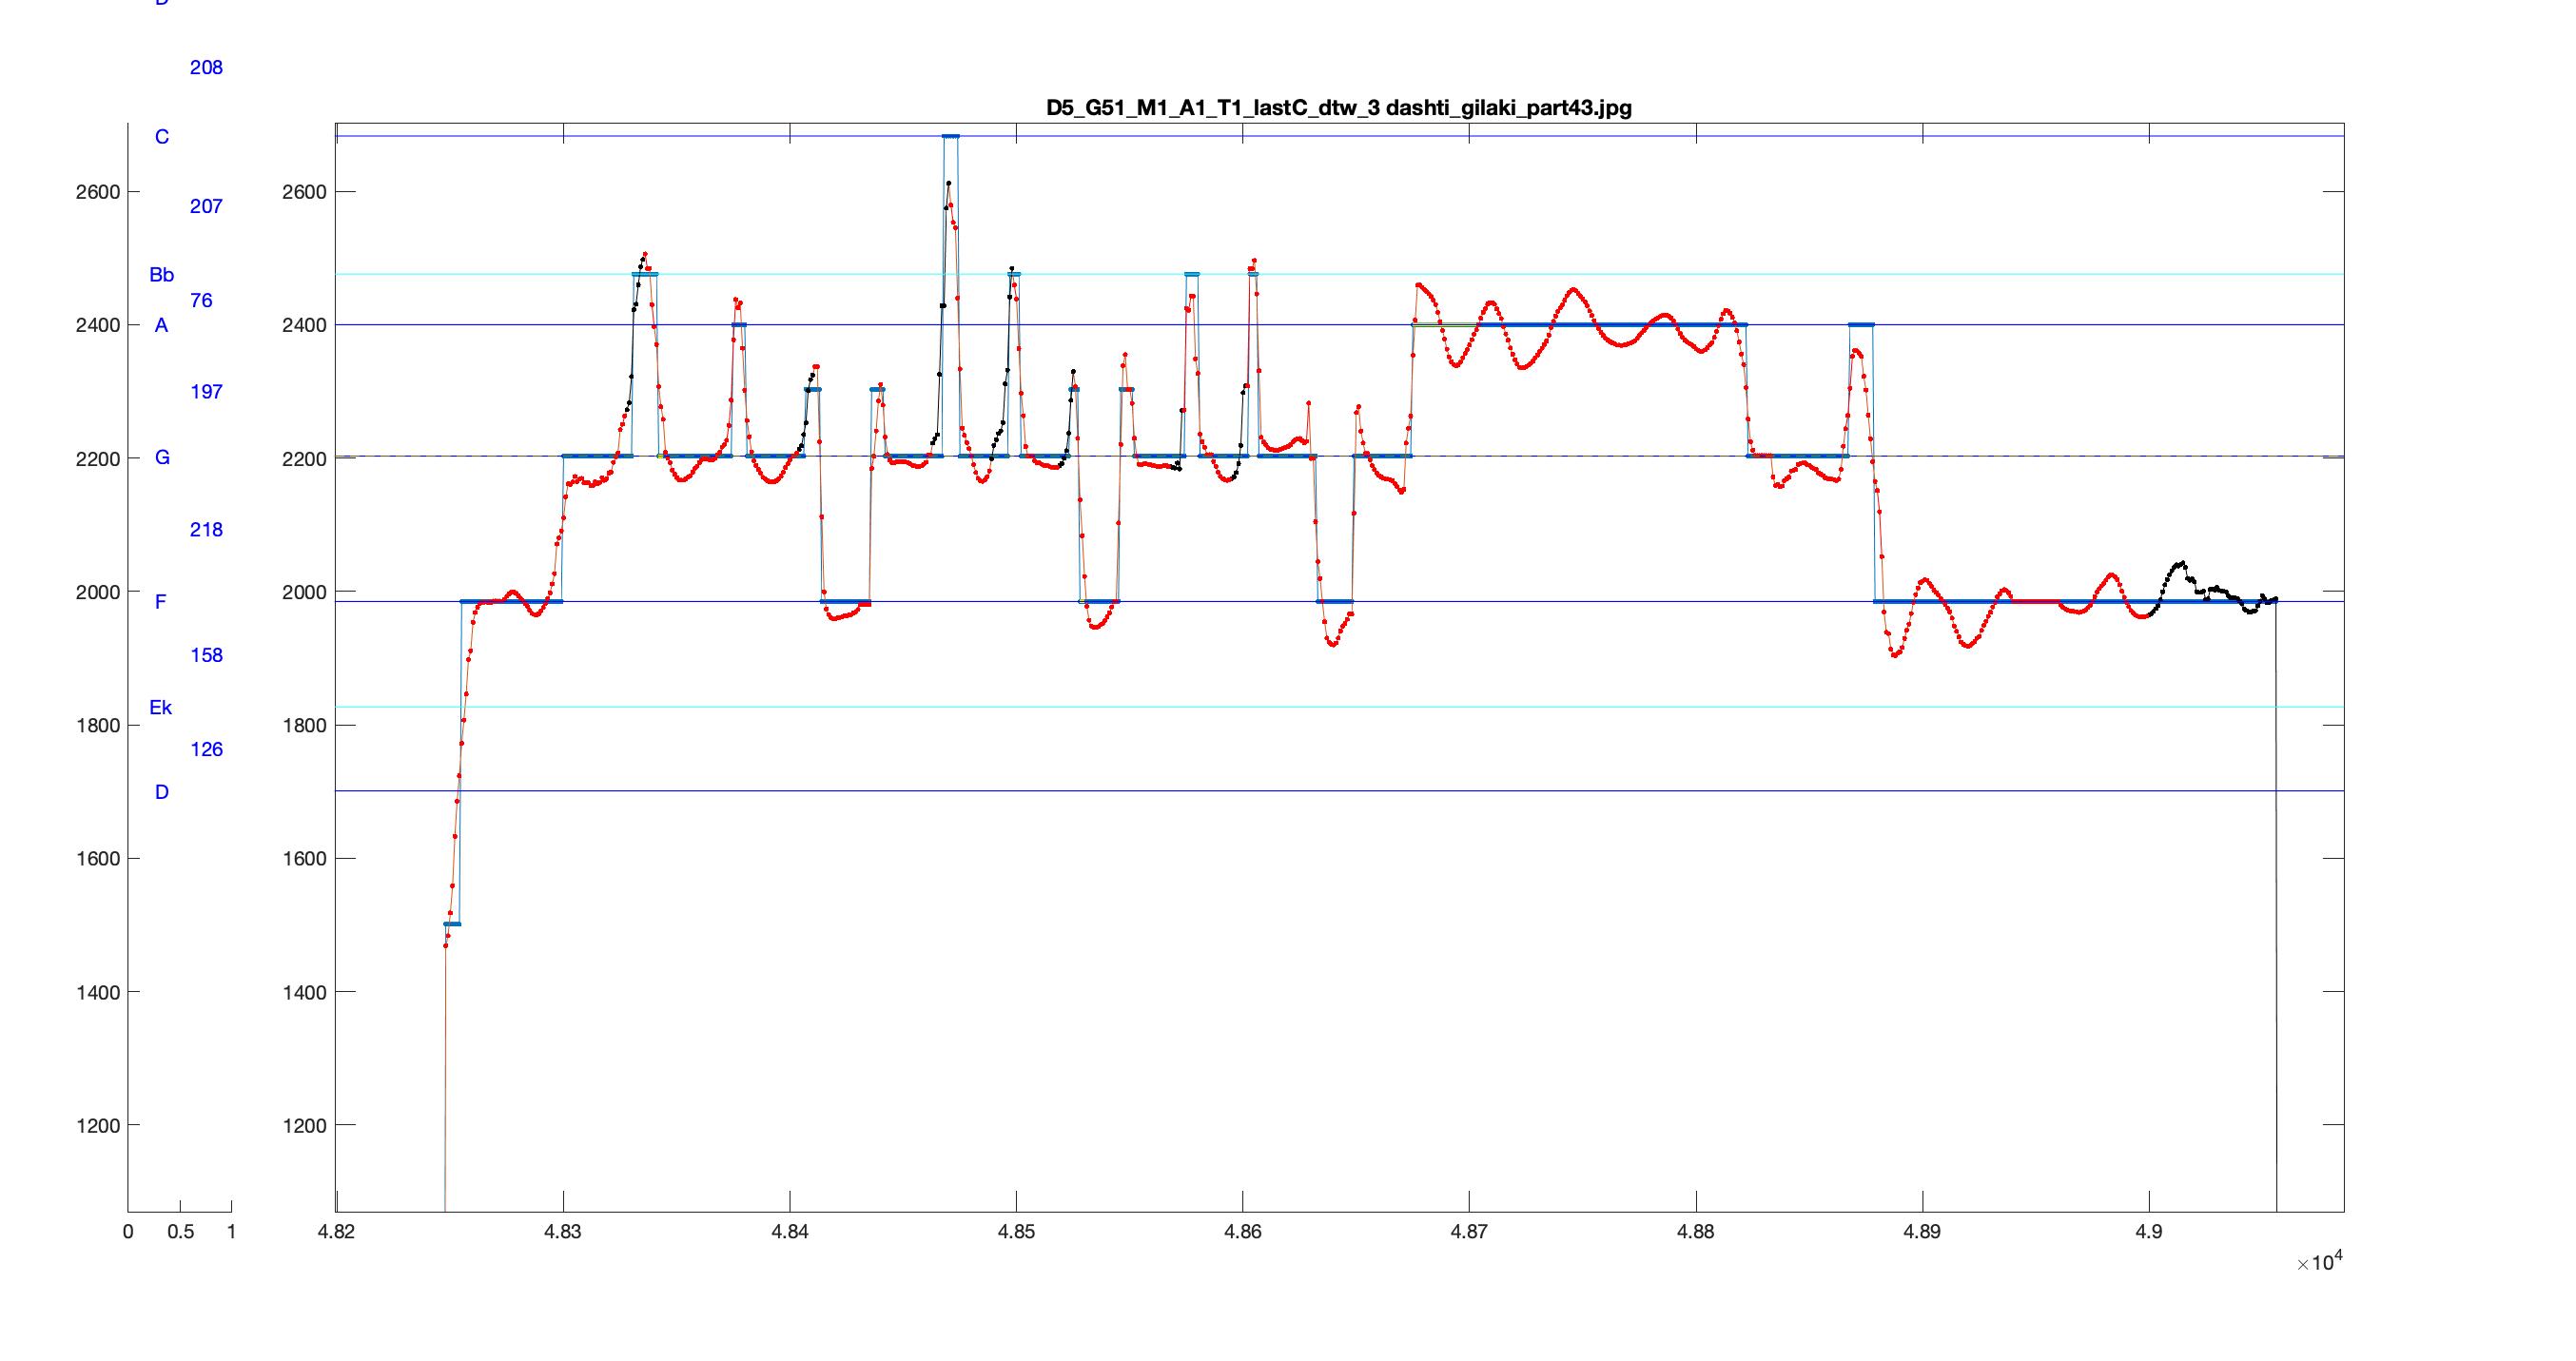 D
208
D5_G51_M1_A1_T1_lastC_dtw_3 dashti_gilaki_part43.jpg
C
2600 207 2600
Bb
76
2400 A 2400
197
2200 G 2200
218
2000 F 2000
158
Ek
1800 1800
126
D
1600 1600
1400 1400
1200 1200
0 0.5 1 4.82 4.83 4.84 4.85 4.86 4.87 4.88 4.89 4.9
×10^4